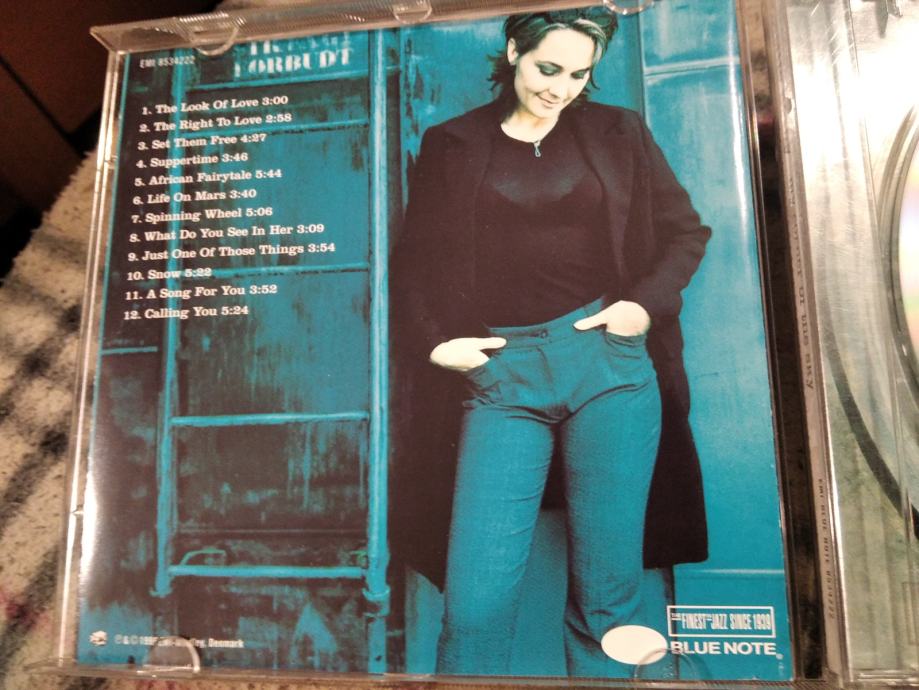 EMI 8534222
FORBUDT
1. The Look Of Love 3:00
2. The Right To Love 2:58
3. Set Them Free 4:27
4. Suppertime 3:46
5. African Fairytale 5:44
6. Life On Mars 3:40
7. Spinning Wheel 5:06
8. What Do You See In Her 3:09
9. Just One Of Those Things 3:54
10. Snow 5:22
11. A Song For You 3:52
12. Calling You 5:24
Denmark
THE FINEST IN JAZZ SINCE 1939
BLUE NOTE